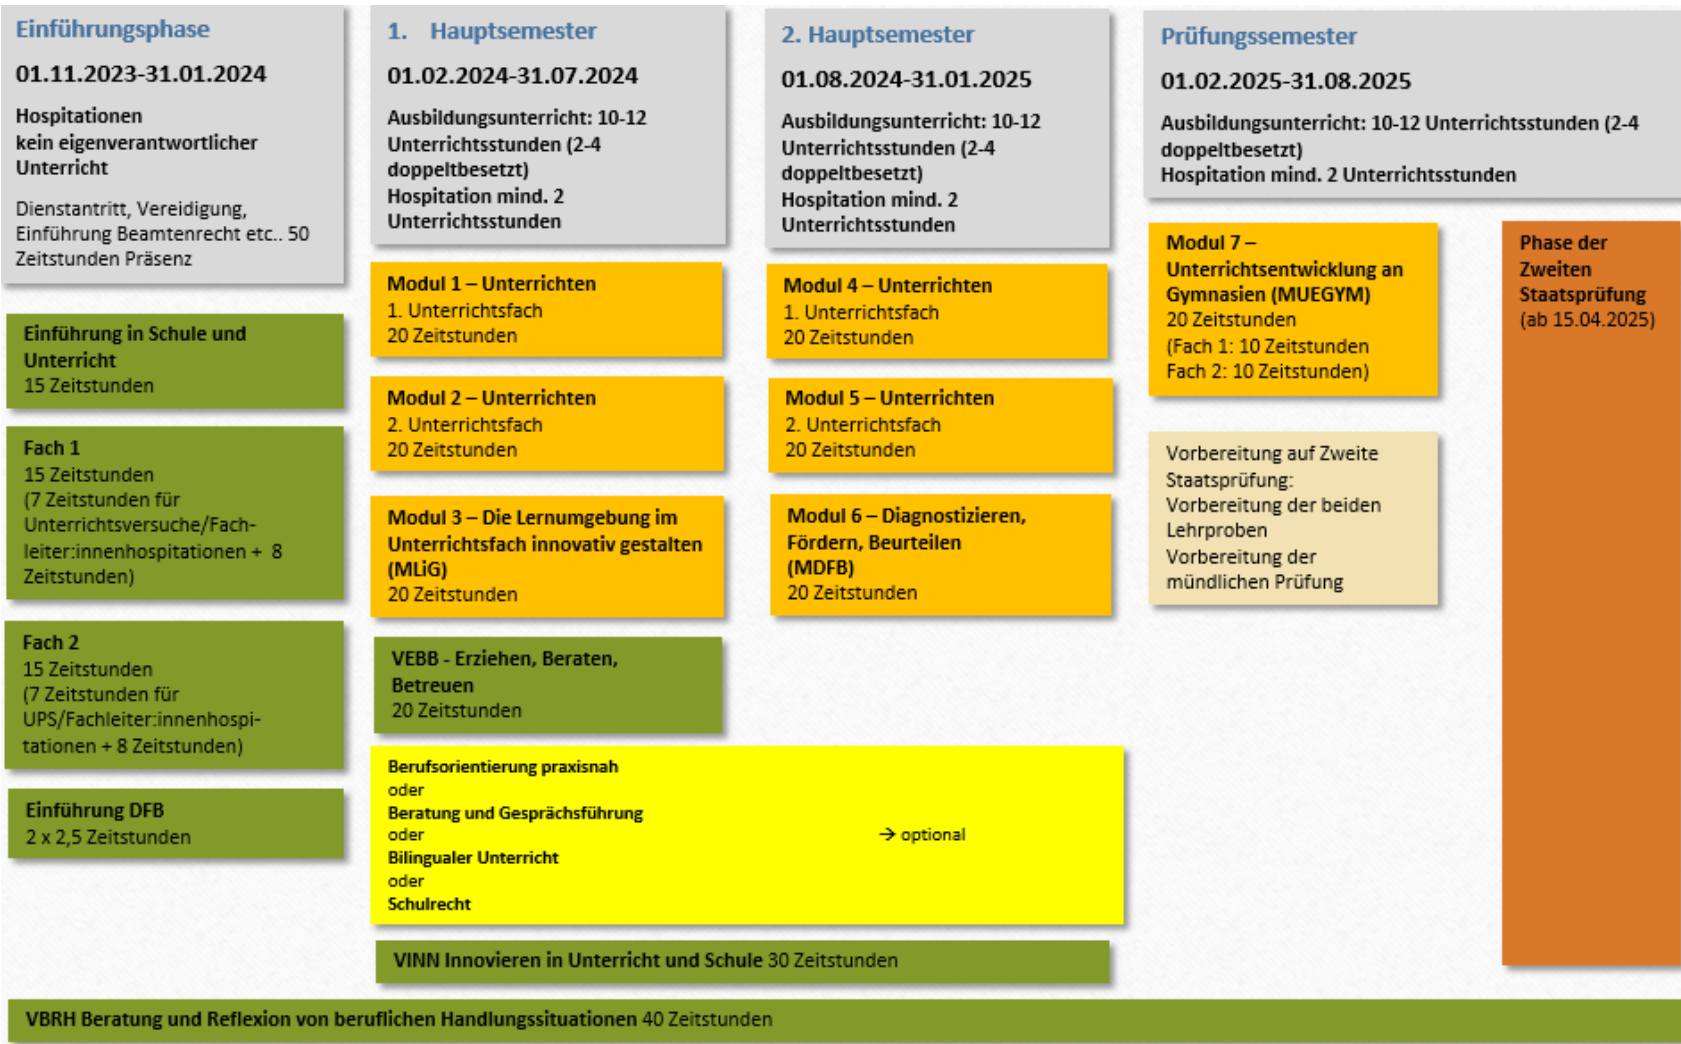 Einführungsphase
01.11.2023-31.01.2024
Hospitationen
kein eigenverantwortlicher
Unterricht
Dienstantritt, Vereidigung,
Einführung Beamtenrecht etc.. 50
Zeitstunden Präsenz
Einführung in Schule und
Unterricht
15 Zeitstunden
Fach 1
15 Zeitstunden
(7 Zeitstunden für
Unterrichtsversuche/Fach-
leiter:innenhospitationen + 8
Zeitstunden)
Fach 2
15 Zeitstunden
(7 Zeitstunden für
UPS/Fachleiter:innenhospi-
tationen + 8 Zeitstunden)
Einführung DFB
2 x 2,5 Zeitstunden
1. Hauptsemester
01.02.2024-31.07.2024
Ausbildungsunterricht: 10-12
Unterrichtsstunden (2-4
doppeltbesetzt)
Hospitation mind. 2
Unterrichtsstunden
Modul 1 – Unterrichten
1. Unterrichtsfach
20 Zeitstunden
Modul 2 – Unterrichten
2. Unterrichtsfach
20 Zeitstunden
Modul 3 – Die Lernumgebung im
Unterrichtsfach innovativ gestalten
(MLiG)
20 Zeitstunden
VEBB - Erziehen, Beraten,
Betreuen
20 Zeitstunden
2. Hauptsemester
01.08.2024-31.01.2025
Ausbildungsunterricht: 10-12
Unterrichtsstunden (2-4
doppeltbesetzt)
Hospitation mind. 2
Unterrichtsstunden
Modul 4 – Unterrichten
1. Unterrichtsfach
20 Zeitstunden
Modul 5 – Unterrichten
2. Unterrichtsfach
20 Zeitstunden
Modul 6 – Diagnostizieren,
Fördern, Beurteilen
(MDFB)
20 Zeitstunden
Berufsorientierung praxisnah
oder
Beratung und Gesprächsführung
oder → optional
Bilingualer Unterricht
oder
Schulrecht
VINN Innovieren in Unterricht und Schule 30 Zeitstunden
Prüfungssemester
01.02.2025-31.08.2025
Ausbildungsunterricht: 10-12 Unterrichtsstunden (2-4
doppeltbesetzt)
Hospitation mind. 2 Unterrichtsstunden
Modul 7 –
Unterrichtsentwicklung an
Gymnasien (MUEGYM)
20 Zeitstunden
(Fach 1: 10 Zeitstunden
Fach 2: 10 Zeitstunden)
Vorbereitung auf Zweite
Staatsprüfung:
Vorbereitung der beiden
Lehrproben
Vorbereitung der
mündlichen Prüfung
Phase der
Zweiten
Staatsprüfung
(ab 15.04.2025)
VBRH Beratung und Reflexion von beruflichen Handlungssituationen 40 Zeitstunden